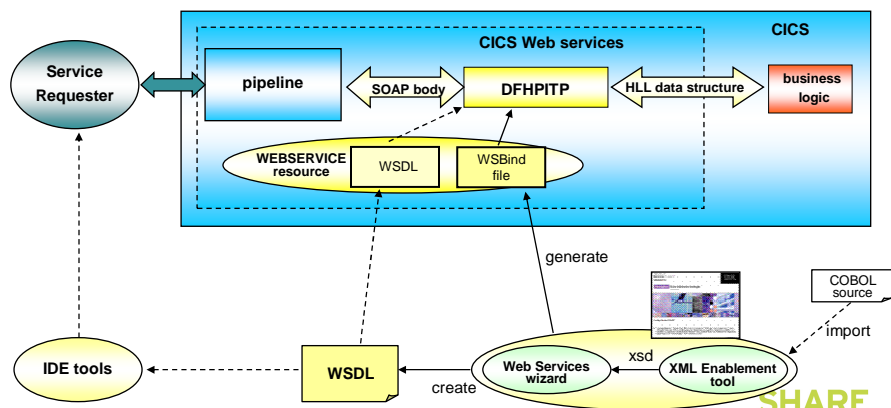 CICS
CICS Web services
Service
Requester
pipeline
SOAP body
DFHPITP
HLL data structure
business
logic
WEBSERVICE
resource
WSDL
WSBind
file
generate
COBOL
source
import
IDE tools
WSDL
create
Web Services
wizard
xsd
XML Enablement
tool
SHARE